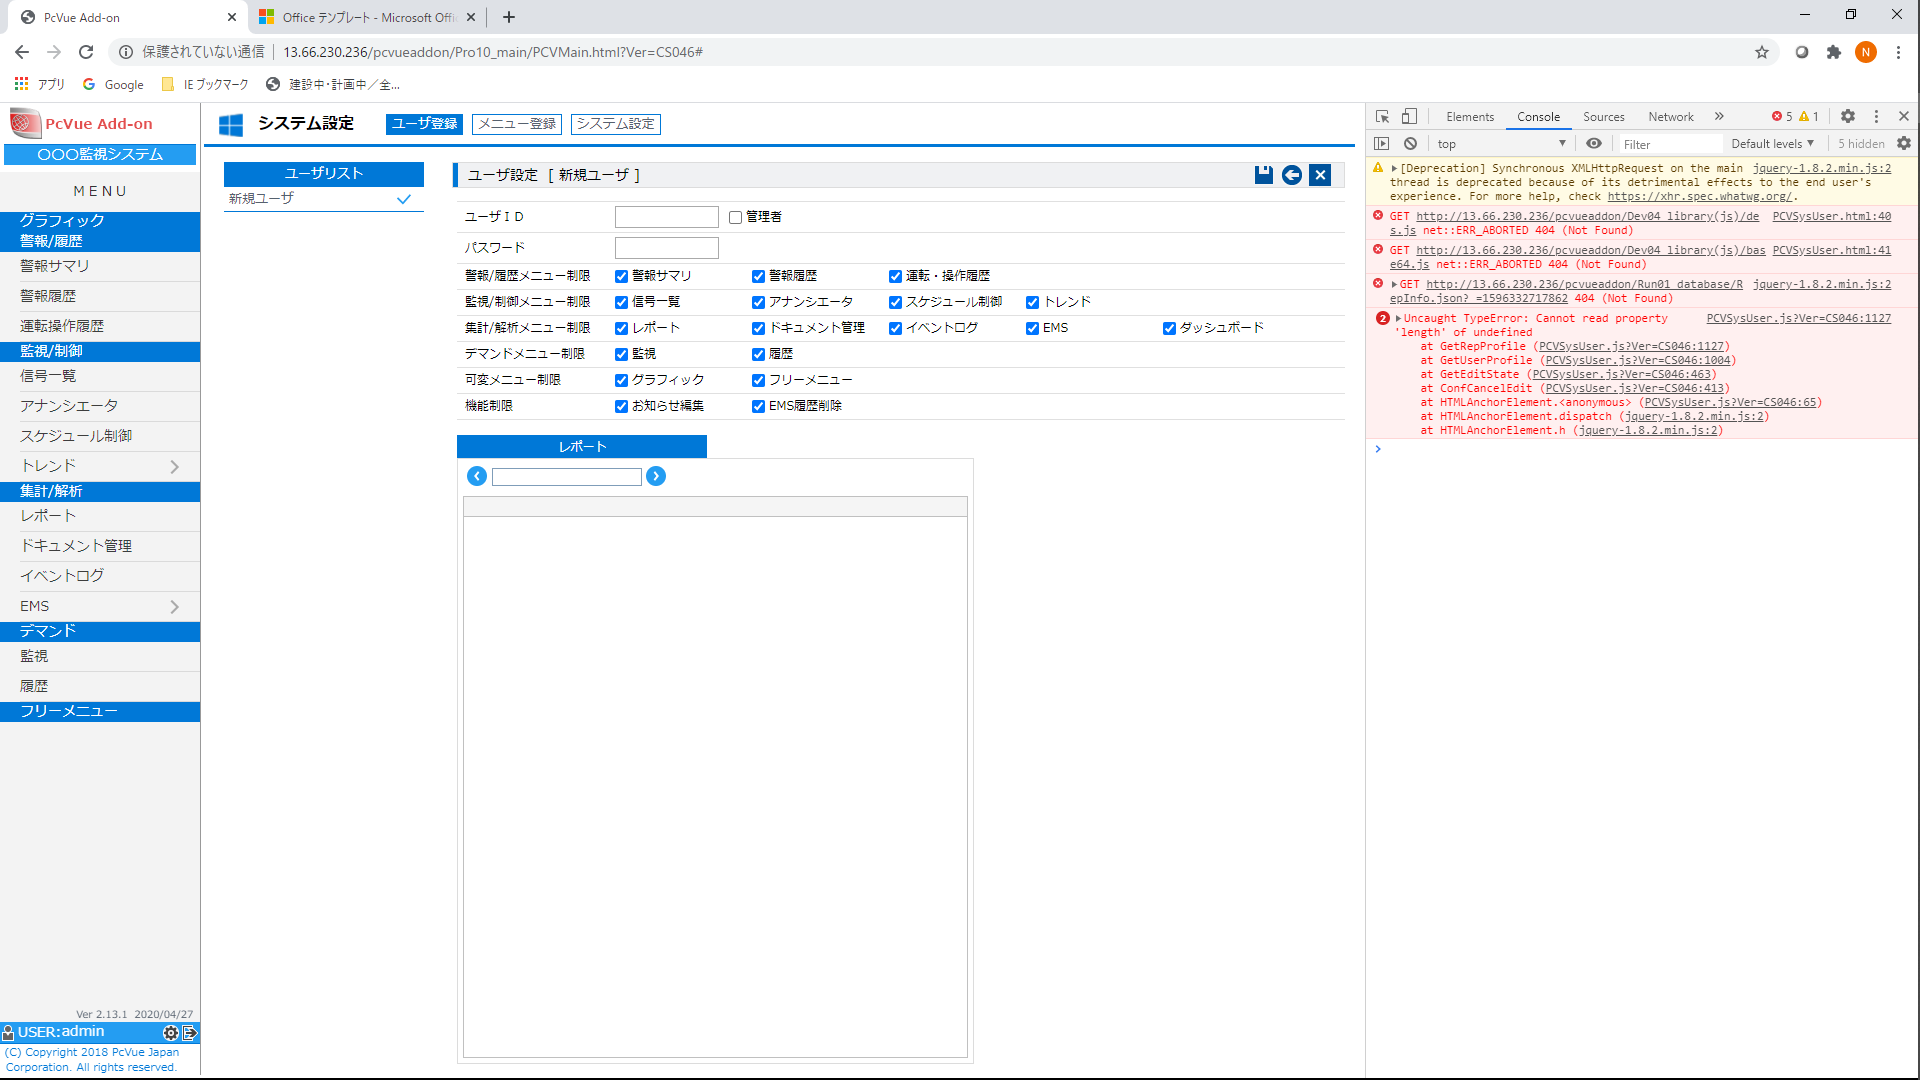 PcVue Add-on
Office テンプレート - Microsoft Offi
保護されていない通信
13.66.230.236/pcvueaddon/Pro10_main/PCVMain.html?Ver=CS046#
N
アプリ
Google
IE ブックマーク
建設中・計画中／全...
PcVue Add-on
〇〇〇監視システム
MENU
グラフィック
警報/履歴
警報サマリ
警報履歴
運転操作履歴
監視/制御
信号一覧
アナンシエータ
スケジュール制御
トレンド
集計/解析
レポート
ドキュメント管理
イベントログ
EMS
デマンド
監視
履歴
フリーメニュー
Ver 2.13.1 2020/04/27
USER:admin
(C) Copyright 2018 PcVue Japan
Corporation. All rights reserved.
システム設定
ユーザ登録
メニュー登録
システム設定
ユーザリスト
新規ユーザ
ユーザ設定 [ 新規ユーザ ]
ユーザＩＤ
管理者
パスワード
警報/履歴メニュー制限 警報サマリ 警報履歴 運転・操作履歴
監視/制御メニュー制限 信号一覧 アナンシエータ スケジュール制御 トレンド
集計/解析メニュー制限 レポート ドキュメント管理 イベントログ EMS ダッシュボード
デマンドメニュー制限 監視 履歴
可変メニュー制限 グラフィック フリーメニュー
機能制限 お知らせ編集 EMS履歴削除
レポート
Elements Console Sources Network » 5 1
top Filter Default levels 5 hidden
[Deprecation] Synchronous XMLHttpRequest on the main jquery-1.8.2.min.js:2
thread is deprecated because of its detrimental effects to the end user's
experience. For more help, check https://xhr.spec.whatwg.org/.
GET http://13.66.230.236/pcvueaddon/Dev04_library(js)/de PCVSysUser.html:40
s.js net::ERR_ABORTED 404 (Not Found)
GET http://13.66.230.236/pcvueaddon/Dev04_library(js)/bas PCVSysUser.html:41
e64.js net::ERR_ABORTED 404 (Not Found)
GET http://13.66.230.236/pcvueaddon/Run01_database/R jquery-1.8.2.min.js:2
epInfo.json?_=1596332717862 404 (Not Found)
2 Uncaught TypeError: Cannot read property PCVSysUser.js?Ver=CS046:1127
'length' of undefined
at GetRepProfile (PCVSysUser.js?Ver=CS046:1127)
at GetUserProfile (PCVSysUser.js?Ver=CS046:1004)
at GetEditState (PCVSysUser.js?Ver=CS046:463)
at ConfCancelEdit (PCVSysUser.js?Ver=CS046:413)
at HTMLAnchorElement.<anonymous> (PCVSysUser.js?Ver=CS046:65)
at HTMLAnchorElement.dispatch (jquery-1.8.2.min.js:2)
at HTMLAnchorElement.h (jquery-1.8.2.min.js:2)